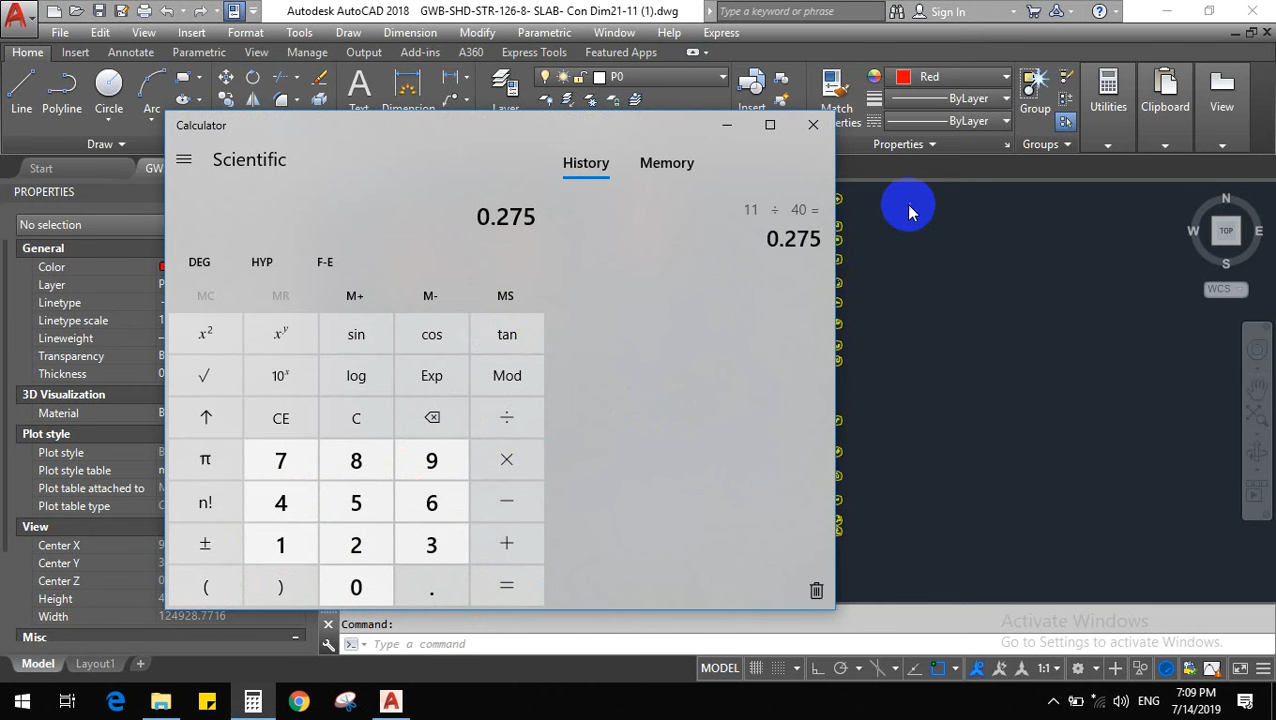 Autodesk AutoCAD 2018 GWB-SHD-STR-126-8- SLAB- Con Dim21-11 (1).dwg
Type a keyword or phrase
Sign In
File Edit View Insert Format Tools Draw Dimension Modify Parametric Window Help Express
Home Insert Annotate Parametric View Manage Output Add-ins A360 Express Tools Featured Apps
P0
Red
ByLayer
ByLayer
Line Polyline Circle Arc
Text Dimension Layer
Insert
Match
Group
Utilities Clipboard View
Draw
Properties
Groups
Start
Calculator
Scientific
History Memory
0.275
11 ÷ 40 =
0.275
DEG HYP F-E
MC MR M+ M- MS
x² xʸ sin cos tan
√ 10ˣ log Exp Mod
↑ CE C ÷
π 7 8 9 ×
n! 4 5 6 −
± 1 2 3 +
( ) 0 . =
PROPERTIES
No selection
General
Color
Layer
Linetype
Linetype scale
Lineweight
Transparency
Thickness
3D Visualization
Material
Plot style
Plot style
Plot style table
Plot table attached to
Plot table type
View
Center X
Center Y
Center Z
Height
Width 124928.7716
Misc
N
W TOP E
S
WCS
Command:
Type a command
Activate Windows
Go to Settings to activate Windows.
Model Layout1 +
MODEL
1:1
ENG
7:09 PM
7/14/2019